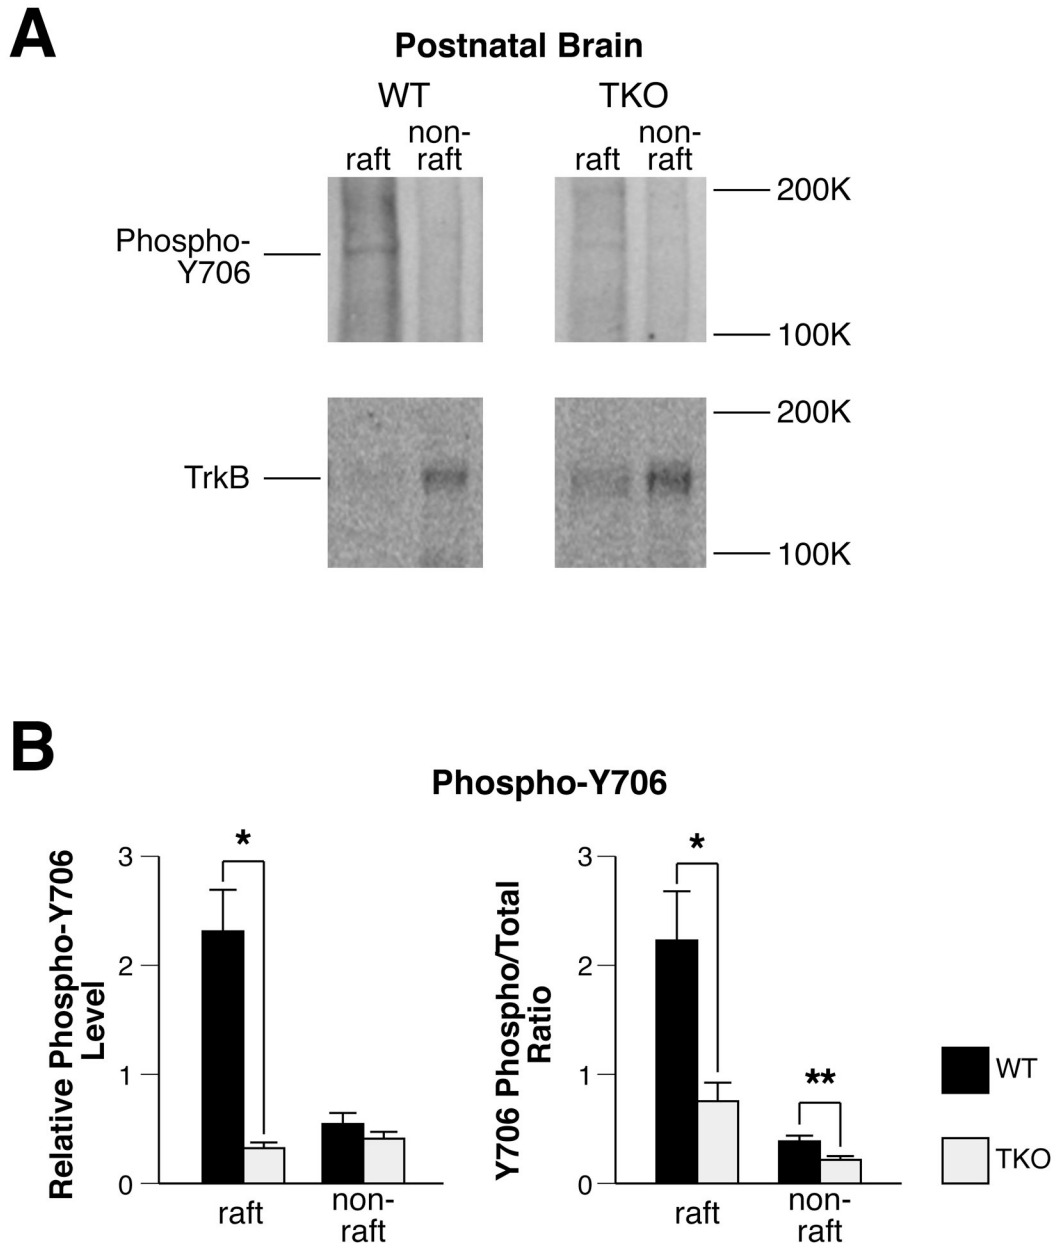 A
Postnatal Brain
WT TKO
raft non-
raft raft non-
raft
Phospho-
Y706
200K
100K
TrkB
200K
100K
B
Phospho-Y706
Relative Phospho-Y706
Level
3
2
1
0
*
raft
non-
raft
Y706 Phospho/Total
Ratio
3
2
1
0
*
**
raft
non-
raft
WT
TKO